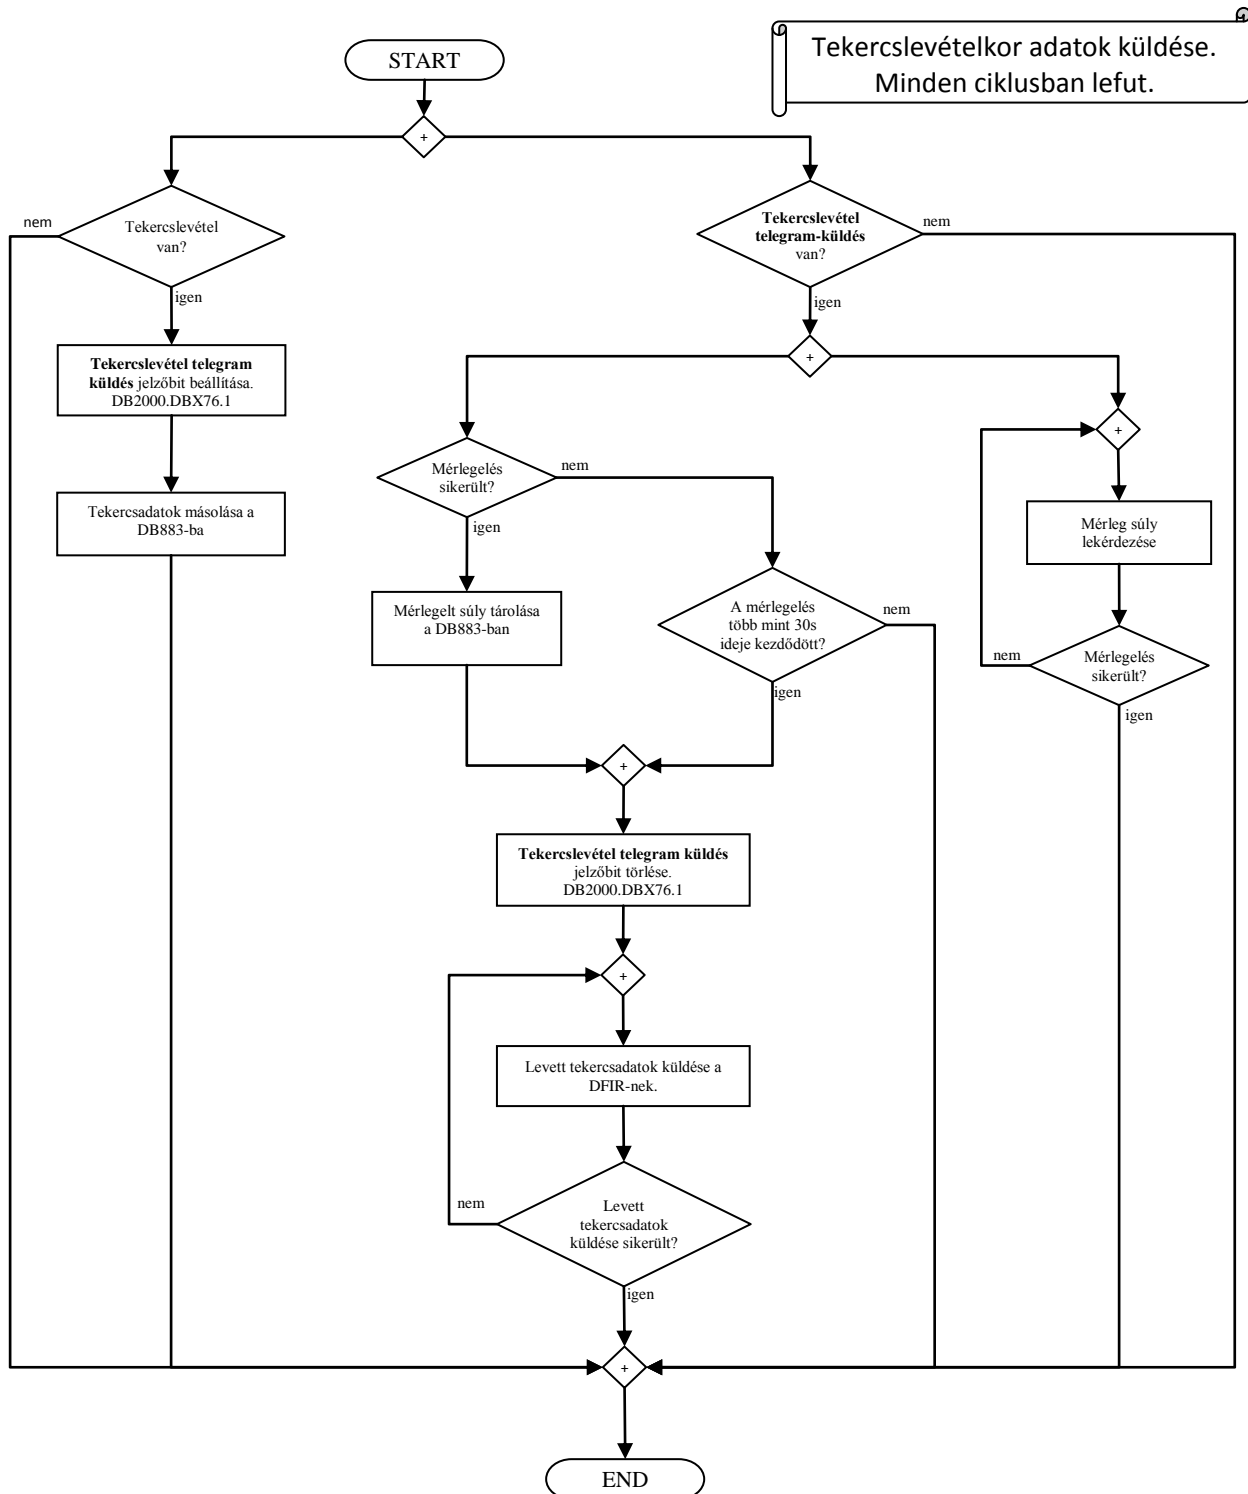 Tekercslevételkor adatok küldése.
Minden ciklusban lefut.
START
+
nem
Tekercslevétel
van?
igen
Tekercslevétel
telegram-küldés
van?
nem
igen
Tekercslevétel telegram
küldés jelzőbit beállítása.
DB2000.DBX76.1
+
+
Tekercsadatok másolása a
DB883-ba
Mérlegelés
sikerült?
nem
igen
Mérleg súly
lekérdezése
Mérlegelt súly tárolása
a DB883-ban
A mérlegelés
több mint 30s
ideje kezdődött?
nem
igen
nem
Mérlegelés
sikerült?
igen
+
Tekercslevétel telegram küldés
jelzőbit törlése.
DB2000.DBX76.1
+
Levett tekercsadatok küldése a
DFIR-nek.
nem
Levett
tekercsadatok
küldése sikerült?
igen
+
END